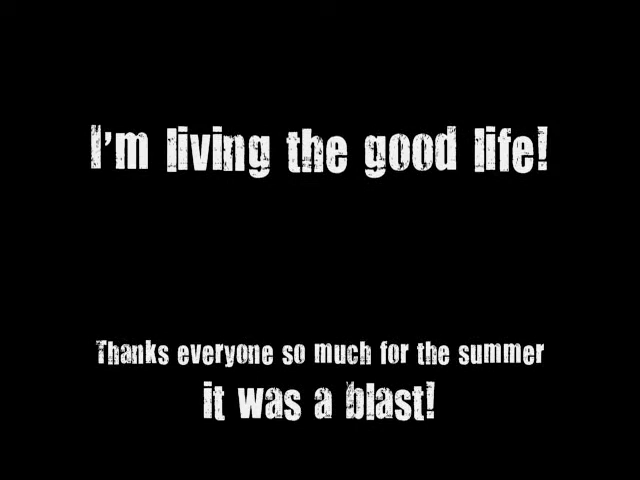 I'm living the good life!
Thanks everyone so much for the summer
it was a blast!